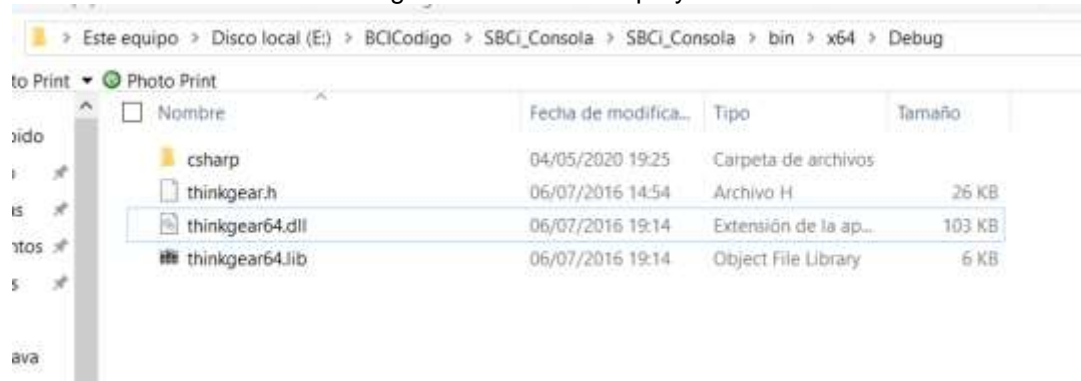 Este equipo > Disco local (E:) > BCICodigo > SBCi_Consola > SBCi_Consola > bin > x64 > Debug
to Print Photo Print
Nombre Fecha de modifica... Tipo Tamaño
csharp 04/05/2020 19:25 Carpeta de archivos
thinkgear.h 06/07/2016 14:54 Archivo H 26 KB
thinkgear64.dll 06/07/2016 19:14 Extensión de la ap... 103 KB
thinkgear64.lib 06/07/2016 19:14 Object File Library 6 KB